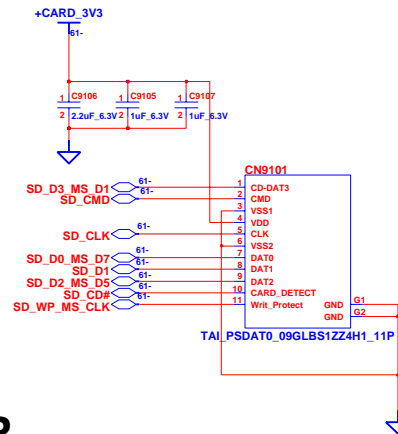 +CARD_3V3
61-
1 C9106 1 C9105 1 C9107
2 2.2uF_6.3V 2 1uF_6.3V 2 1uF_6.3V
CN9101
SD_D3_MS_D1 61- 1 CD-DAT3
SD_CMD 61- 2 CMD
3 VSS1
4 VDD
SD_CLK 61- 5 CLK
6 VSS2
SD_D0_MS_D7 61- 7 DAT0
SD_D1 61- 8 DAT1
SD_D2_MS_D5 61- 9 DAT2
SD_CD# 61- 10 CARD_DETECT
SD_WP_MS_CLK 61- 11 Writ_Protect GND G1
GND G2
TAI_PSDAT0_09GLBS1ZZ4H1_11P